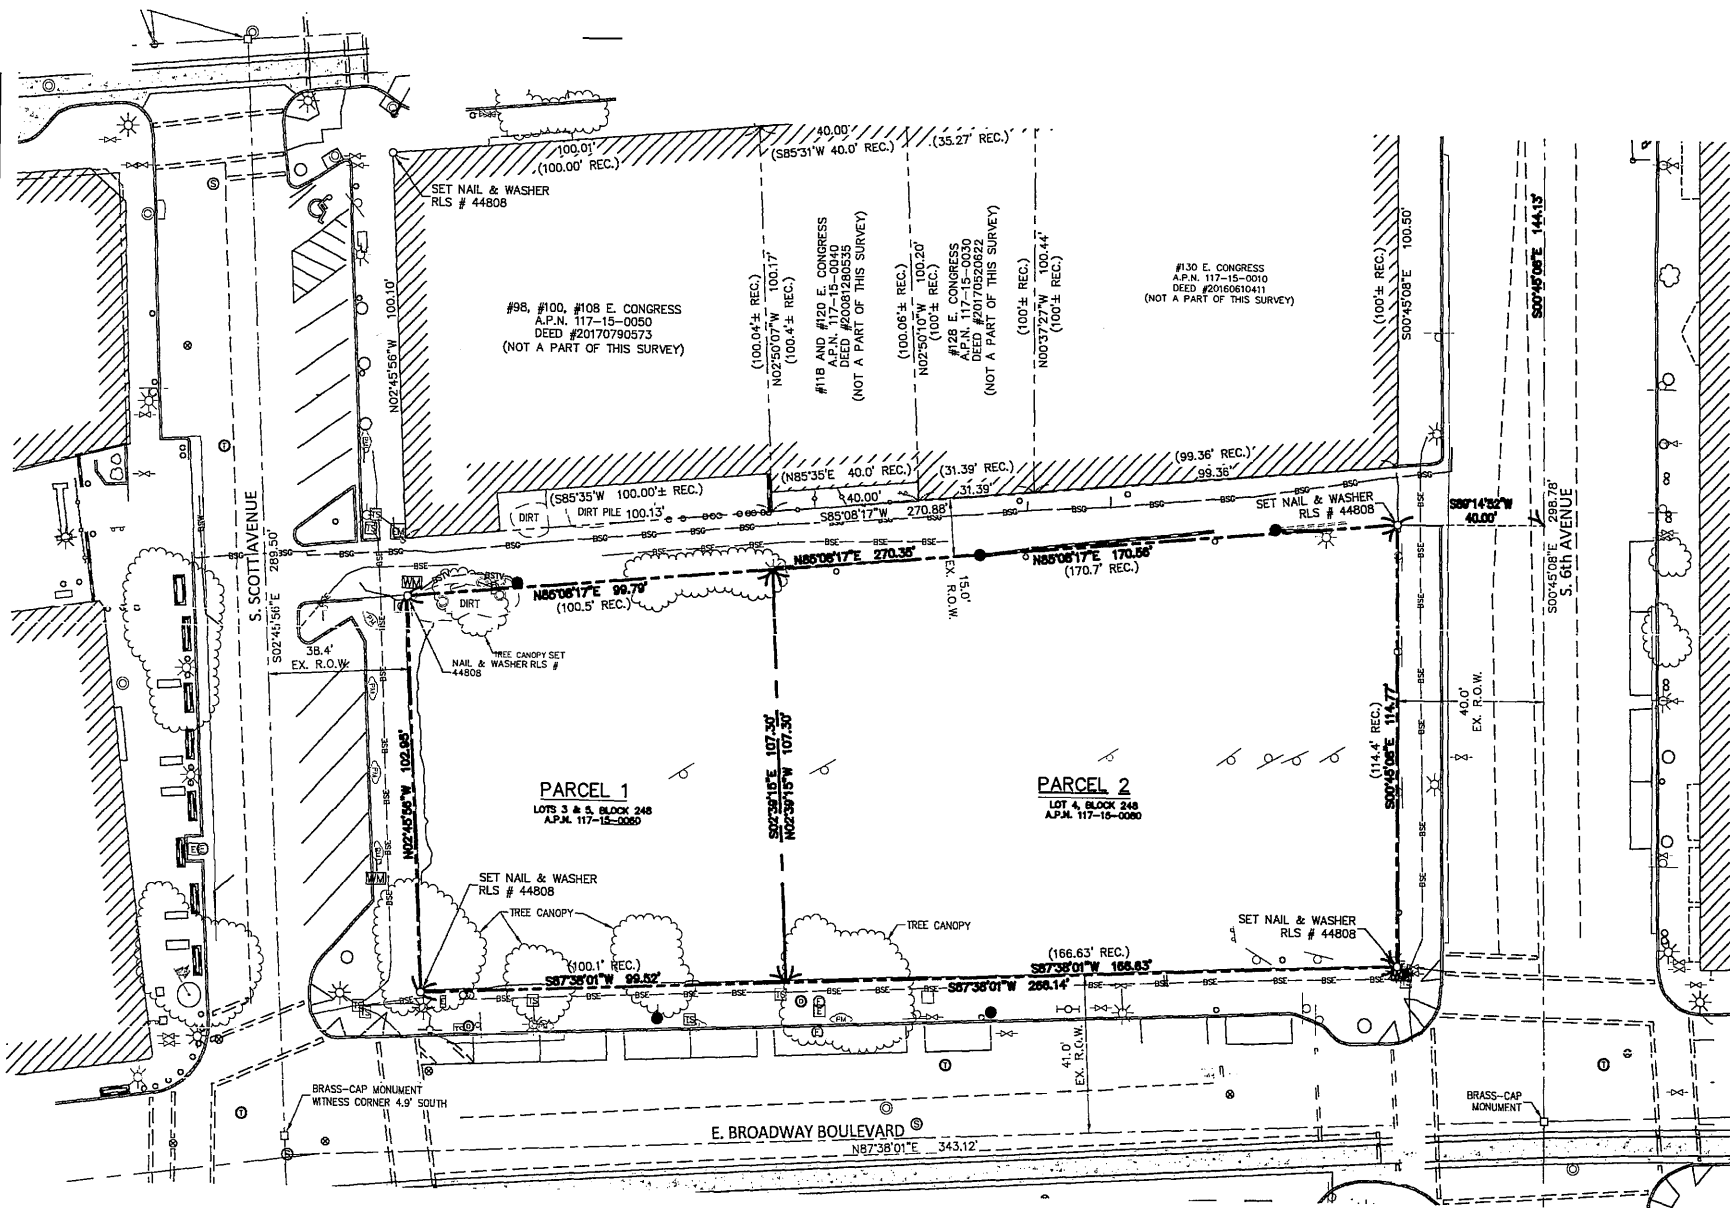 40.00'
(S85°31'W 40.0' REC.)
(35.27' REC.)
100.01'
(100.00' REC.)
SET NAIL & WASHER
RLS # 44808
N02°45'56"W 100.10'
#98, #100, #108 E. CONGRESS
A.P.N. 117-15-0050
DEED #20170790573
(NOT A PART OF THIS SURVEY)
(100.04'± REC.)
N02°50'07"W 100.17'
(100.4'± REC.)
#118 AND #120 E. CONGRESS
A.P.N. 117-15-0040
DEED #20081280535
(NOT A PART OF THIS SURVEY)
(100.06'± REC.)
N02°50'10"W 100.20'
(100'± REC.)
#128 E. CONGRESS
A.P.N. 117-15-0030
DEED #20170520622
(NOT A PART OF THIS SURVEY)
(100'± REC.)
N00°37'27"W 100.44'
(100'± REC.)
#130 E. CONGRESS
A.P.N. 117-15-0010
DEED #20160610411
(NOT A PART OF THIS SURVEY)
(100'± REC.)
S00°45'08"E 100.50'
S00°45'08"E 144.13'
(S85°35'W 100.00'± REC.)
DIRT
DIRT PILE 100.13'
(N85°35'E 40.0' REC.)
40.00'
(31.39' REC.)
31.39'
(99.36' REC.)
99.36'
S85°08'17"W 270.88'
SET NAIL & WASHER
RLS # 44808
S89°14'52"W
40.00'
S. SCOTT AVENUE
S02°45'56"E 289.50'
N85°08'17"E 270.35'
N85°08'17"E 99.79'
(100.5' REC.)
N85°08'17"E 170.56'
(170.7' REC.)
15.0'
EX. R.O.W.
S00°45'08"E 298.78'
S. 6th AVENUE
DIRT
TREE CANOPY SET
NAIL & WASHER RLS #
44808
38.4'
EX. R.O.W.
N02°45'56"W 102.95'
S02°39'15"E 107.30'
N02°39'15"W 107.30'
(114.4' REC.)
S00°45'08"E 114.77'
40.0'
EX. R.O.W.
PARCEL 1
LOTS 3 & 5, BLOCK 248
A.P.N. 117-15-0060
PARCEL 2
LOT 4, BLOCK 248
A.P.N. 117-15-0080
SET NAIL & WASHER
RLS # 44808
TREE CANOPY
TREE CANOPY
SET NAIL & WASHER
RLS # 44808
(100.1' REC.)
S87°38'01"W 99.52'
(166.63' REC.)
S87°38'01"W 166.63'
S87°38'01"W 266.14'
41.0'
EX. R.O.W.
BRASS-CAP MONUMENT
WITNESS CORNER 4.9' SOUTH
BRASS-CAP
MONUMENT
E. BROADWAY BOULEVARD
N87°38'01"E 343.12'